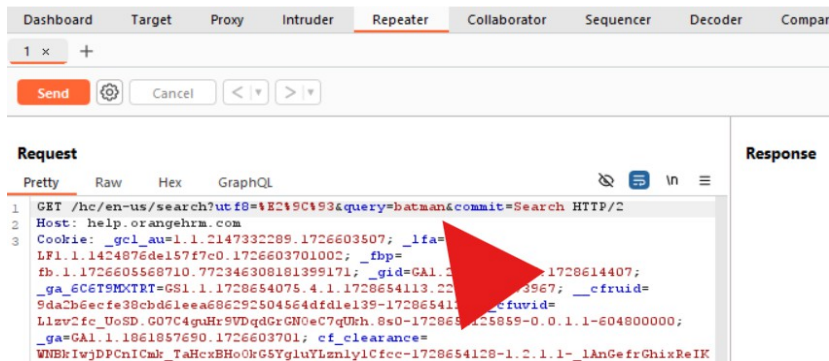 Dashboard Target Proxy Intruder Repeater Collaborator Sequencer Decoder
1 × +
Send Cancel < > 
Request Response
Pretty Raw Hex GraphQL \n
1 GET /hc/en-us/search?utf8=%E2%9C%93&query=batman&commit=Search HTTP/2
2 Host: help.orangehrm.com
3 Cookie: _gcl_au=1.1.2147332289.1726603507; _lfa=
LF1.1.1424876de157f7c0.1726603701002; _fbp=
fb.1.1726605568710.772346308181399171; _gid=GA1. .1728614407;
_ga_6C6T9MXTRT=GS1.1.1728654075.4.1.1728654113. __cfruid=
9da2b6ecfe38cbd61eea686292504564dfd1e139-17286541
L1zv2fc_UoSD.G07C4guHr9VDqdGrGN0eC7qUkh.8s0- -0.0.1.1-604800000;
_ga=GA1.1.1861857690.1726603701; cf_clearance=
WNBkIwjDPCnICmk_TaHcxBHo0kG5YgluYLznly1Cfcc-1728654128-1.2.1.1-_1AnGefrGhixReIK